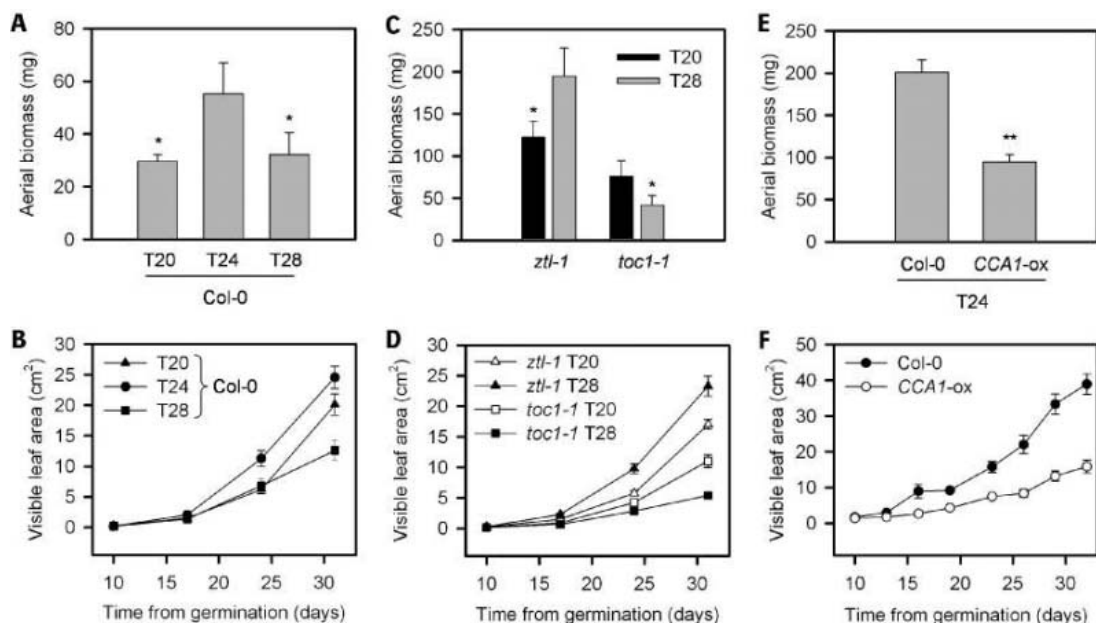 A
Aerial biomass (mg)
80
60
40
20
0
*
*
T20 T24 T28
Col-0
C
Aerial biomass (mg)
250
200
150
100
50
0
T20
T28
*
*
ztl-1 toc1-1
E
Aerial biomass (mg)
250
200
150
100
50
0
**
Col-0 CCA1-ox
T24
B
Visible leaf area (cm²)
30
25
20
15
10
5
0
T20
T24 Col-0
T28
10 15 20 25 30
Time from germination (days)
D
Visible leaf area (cm²)
30
25
20
15
10
5
0
ztl-1 T20
ztl-1 T28
toc1-1 T20
toc1-1 T28
10 15 20 25 30
Time from germination (days)
F
Visible leaf area (cm²)
50
40
30
20
10
0
Col-0
CCA1-ox
10 15 20 25 30
Time from germination (days)